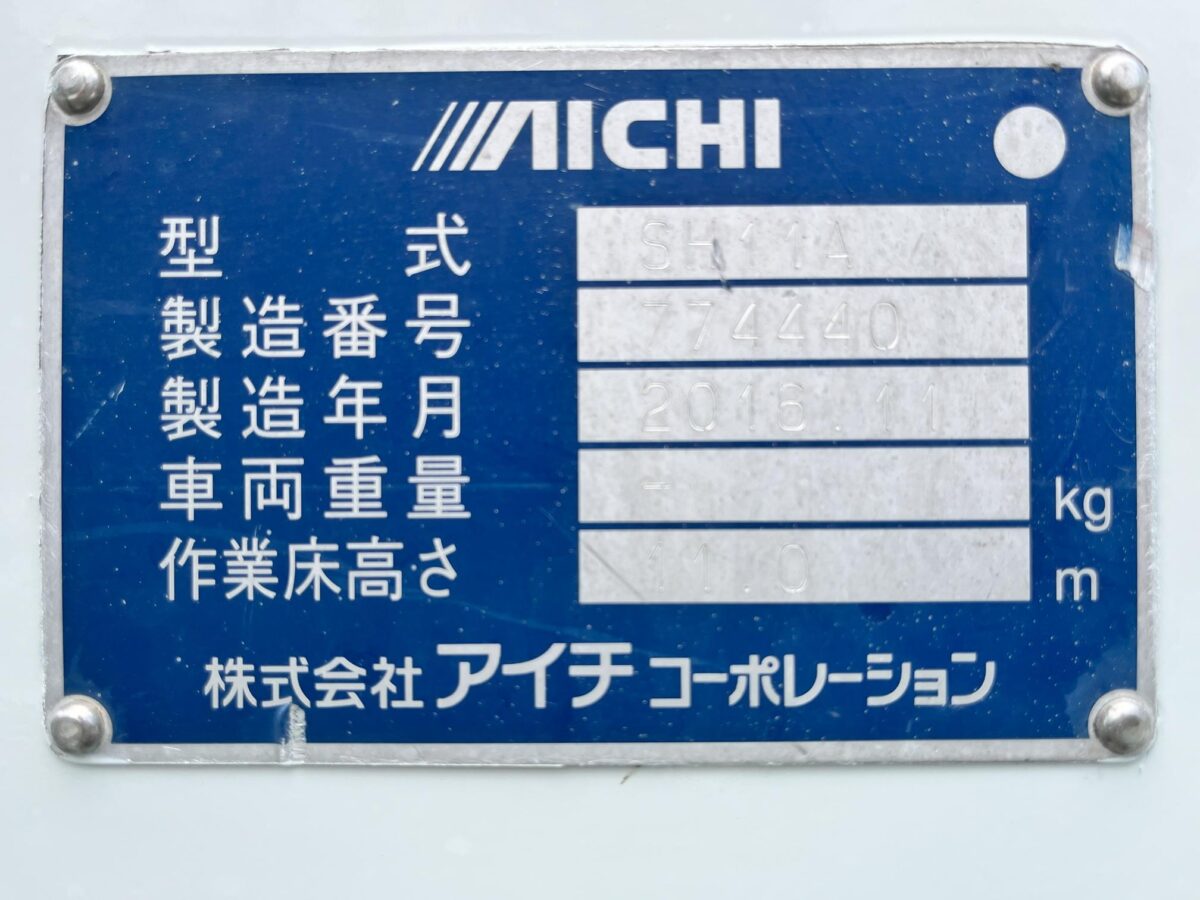 AICHI
型式 SH11A
製造番号 774440
製造年月 2016.11
車両重量 - kg
作業床高さ 11.0 m
株式会社アイチコーポレーション